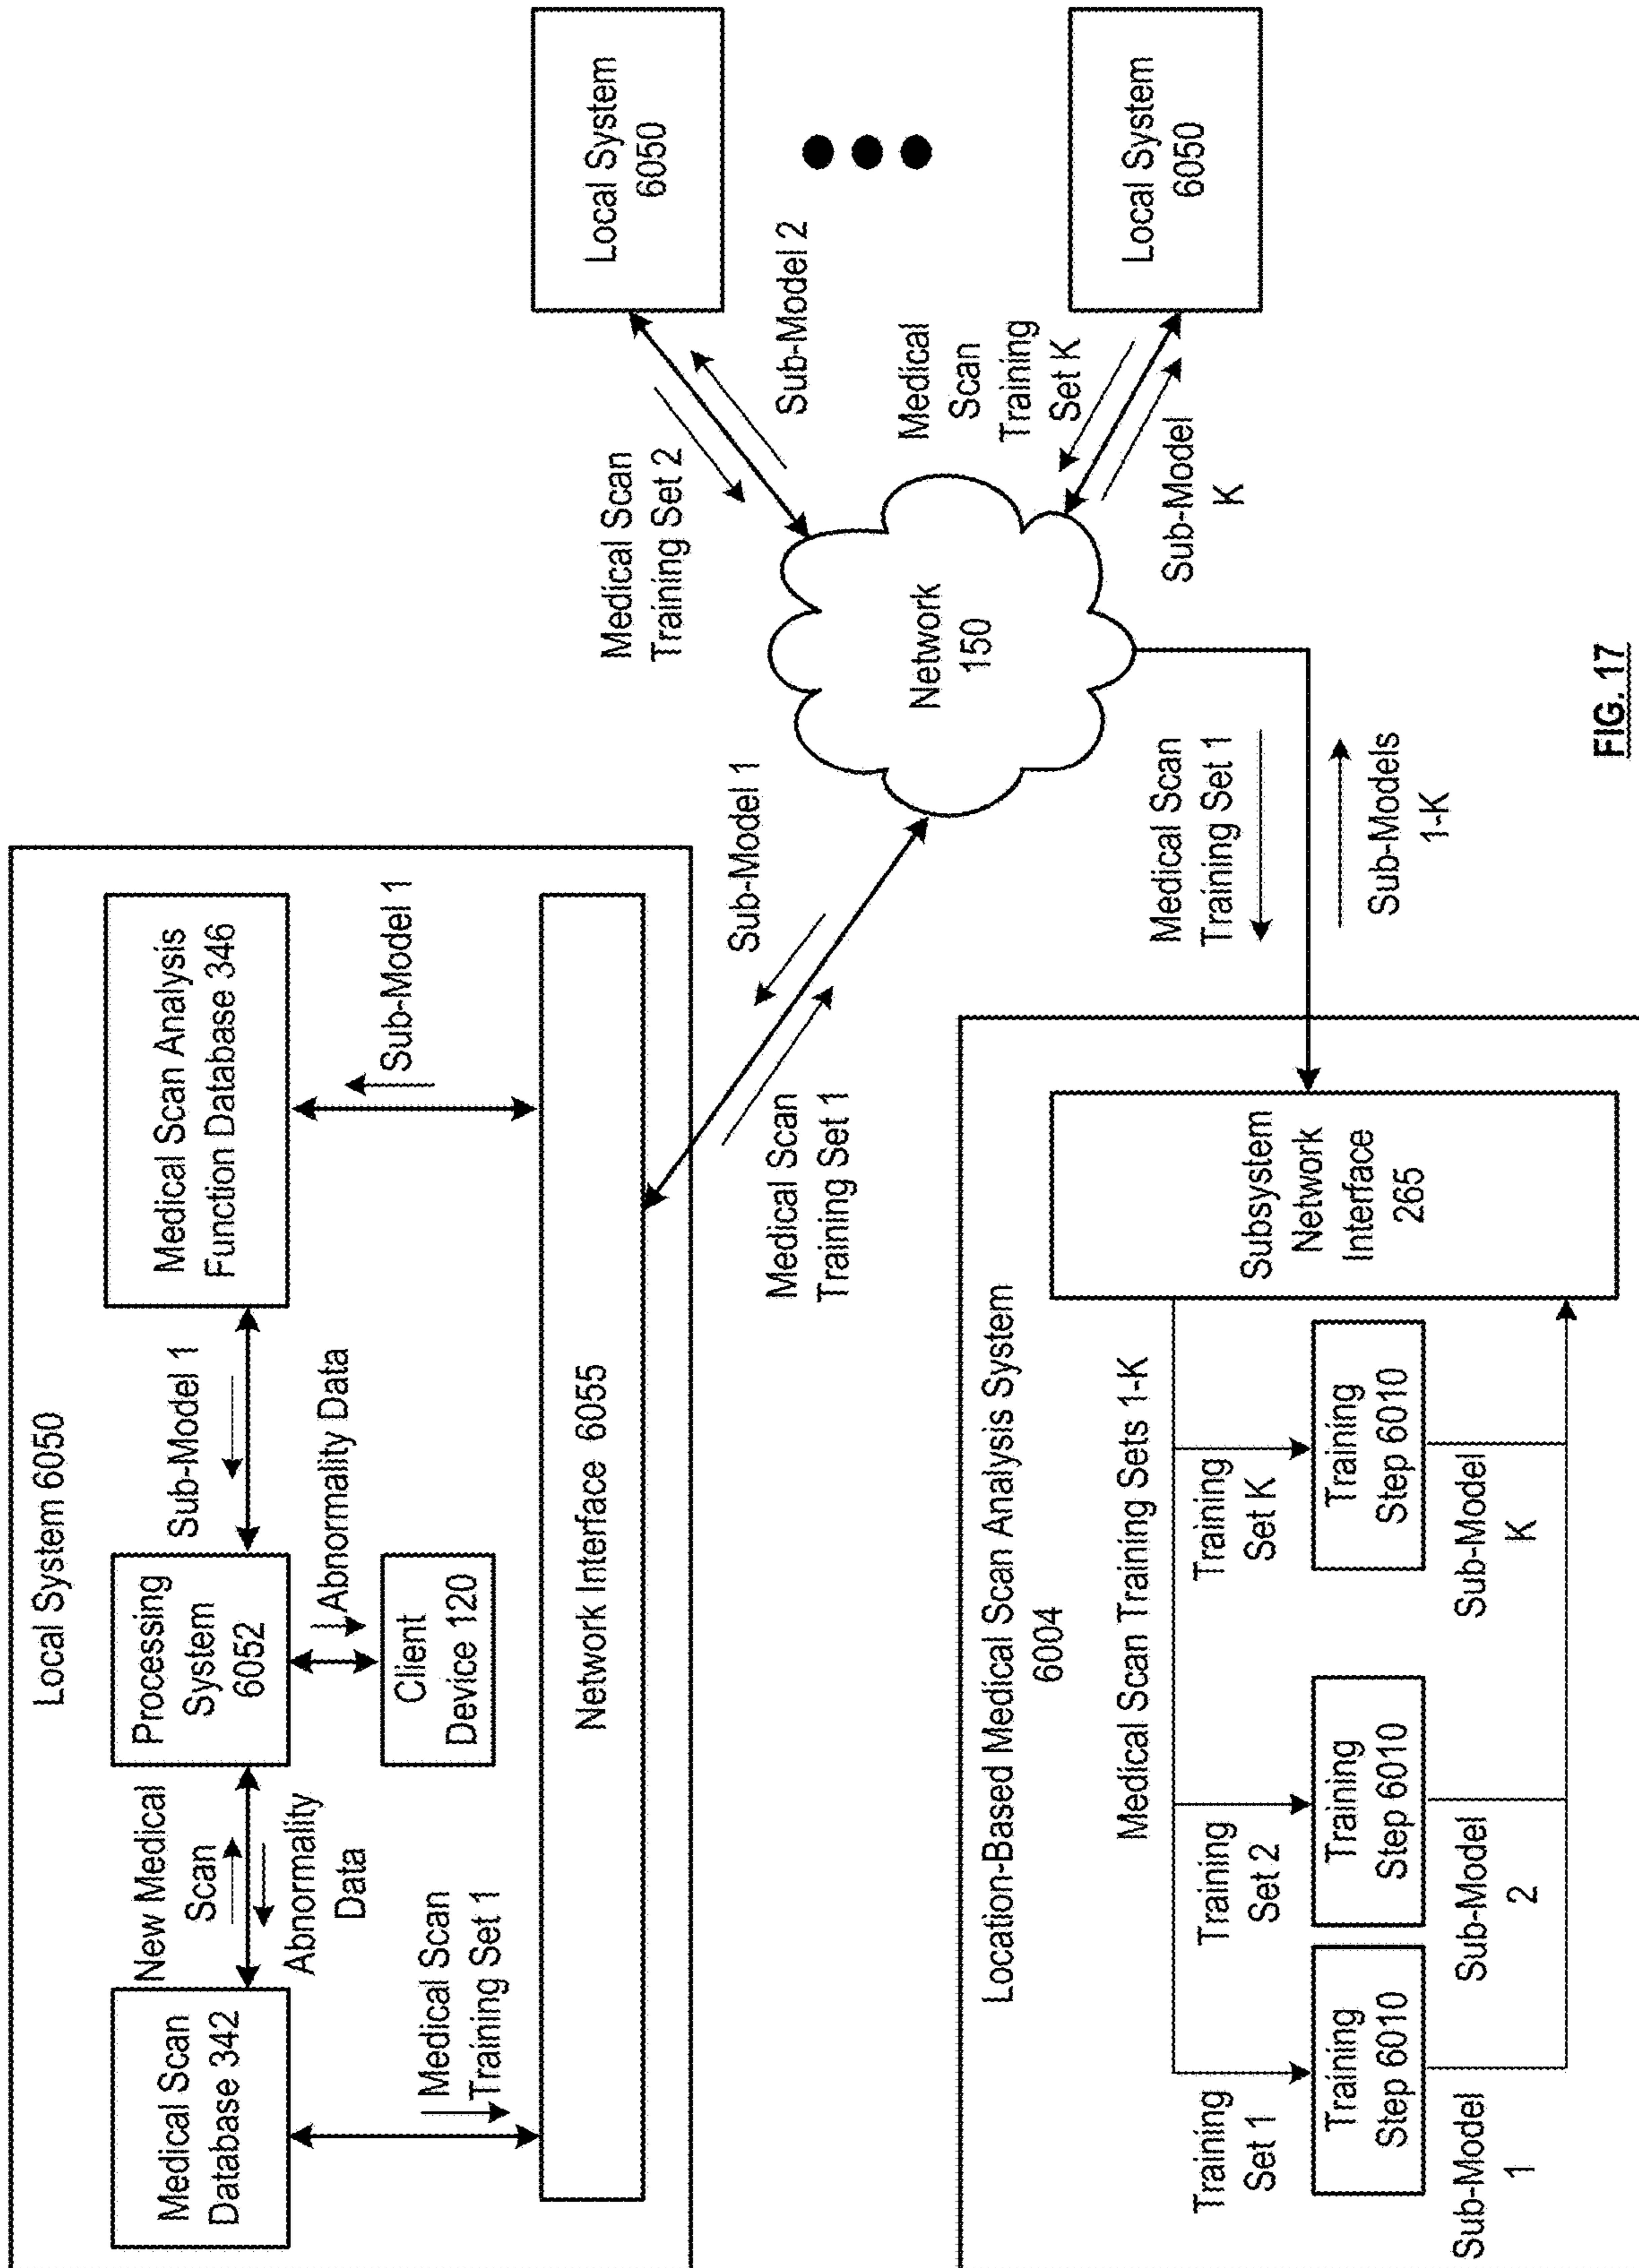 Local System 6050
Medical Scan
Database 342
New Medical
Scan
Abnormality
Data
Processing
System
6052
Sub-Model 1
Medical Scan Analysis
Function Database 346
Abnormality Data
Client
Device 120
Medical Scan
Training Set 1
Sub-Model 1
Network Interface 6055
Sub-Model 1
Medical Scan
Training Set 1
Medical Scan
Training Set 2
Sub-Model 2
Local System
6050
Network
150
Medical
Scan
Training
Set K
Sub-Model
K
Local System
6050
Medical Scan
Training Set 1
Sub-Models
1-K
Location-Based Medical Scan Analysis System
6004
Medical Scan Training Sets 1-K
Subsystem
Network
Interface
265
Training
Set 1
Training
Set 2
Training
Set K
Training
Step 6010
Training
Step 6010
Training
Step 6010
Sub-Model
1
Sub-Model
2
Sub-Model
K
FIG. 17